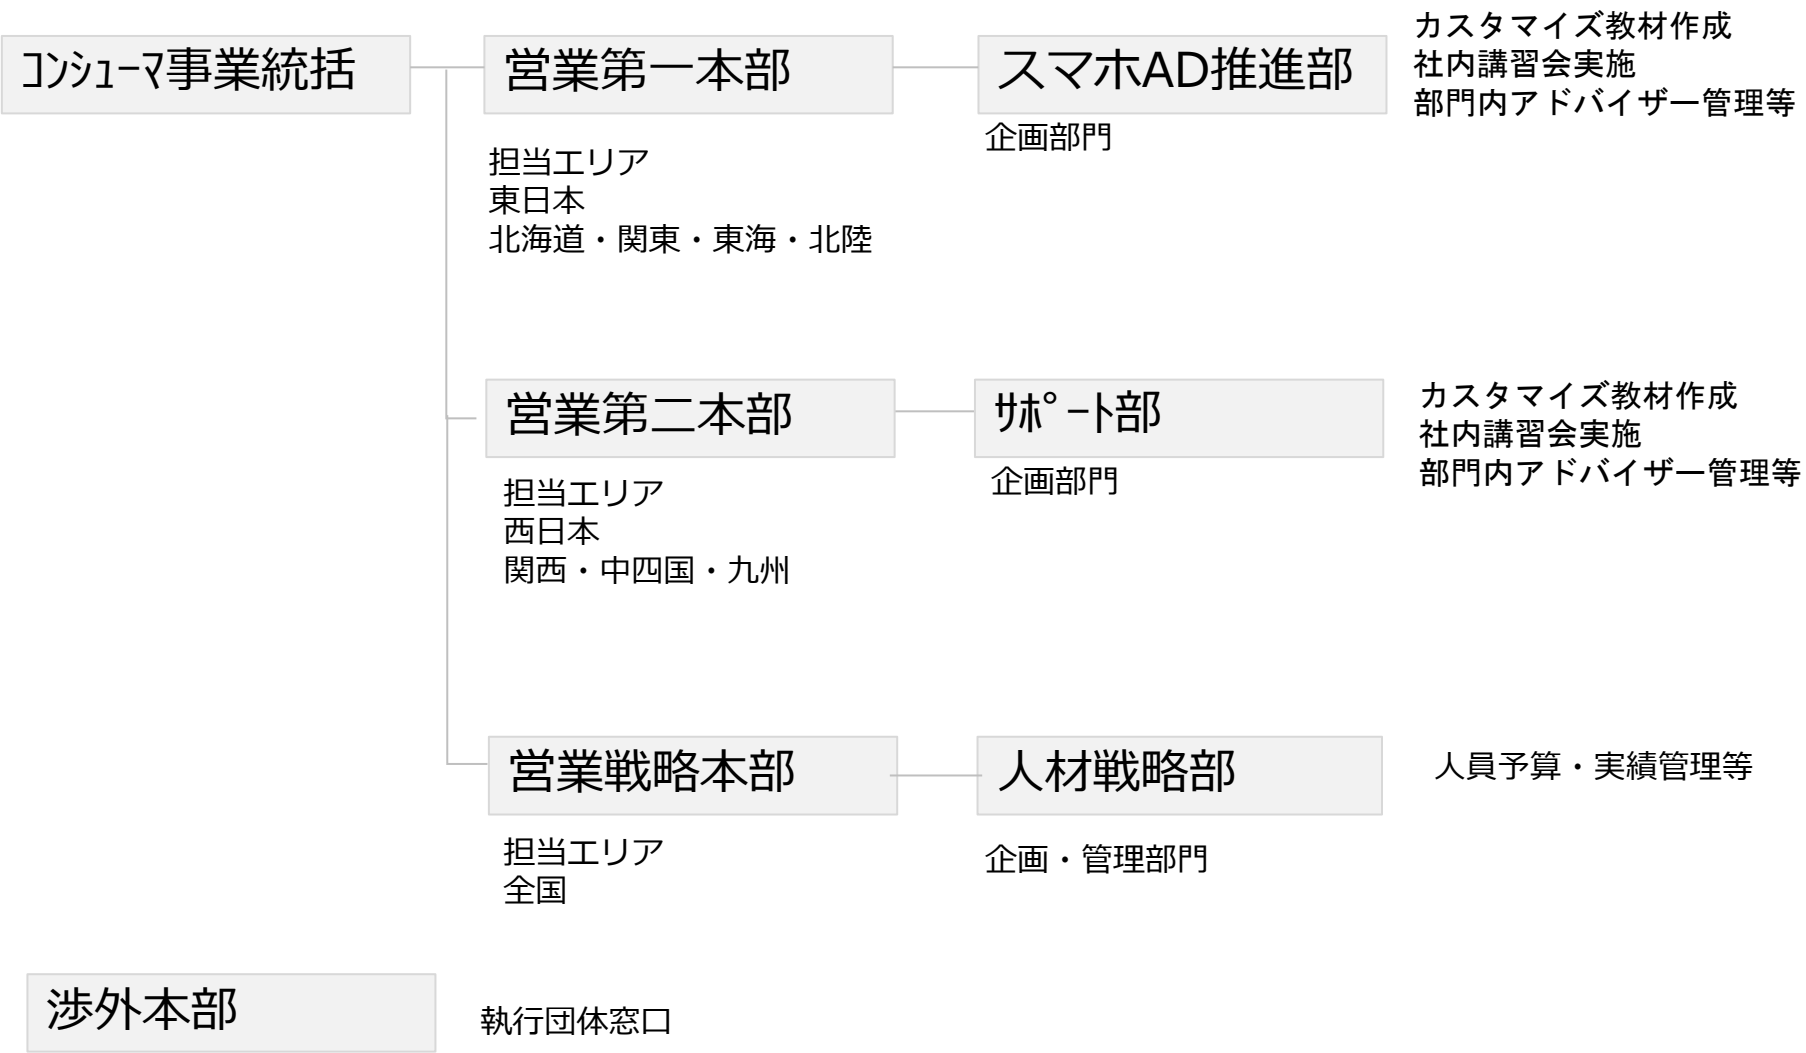 ｺﾝｼｭｰﾏ事業統括
営業第一本部
スマホAD推進部
カスタマイズ教材作成
社内講習会実施
部門内アドバイザー管理等
企画部門
担当エリア
東日本
北海道・関東・東海・北陸
営業第二本部
ｻﾎﾟｰﾄ部
カスタマイズ教材作成
社内講習会実施
部門内アドバイザー管理等
企画部門
担当エリア
西日本
関西・中四国・九州
営業戦略本部
人材戦略部
人員予算・実績管理等
担当エリア
全国
企画・管理部門
渉外本部
執行団体窓口